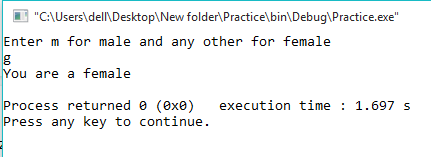 "C:\Users\dell\Desktop\New folder\Practice\bin\Debug\Practice.exe"
Enter m for male and any other for female
g
You are a female
Process returned 0 (0x0)   execution time : 1.697 s
Press any key to continue.